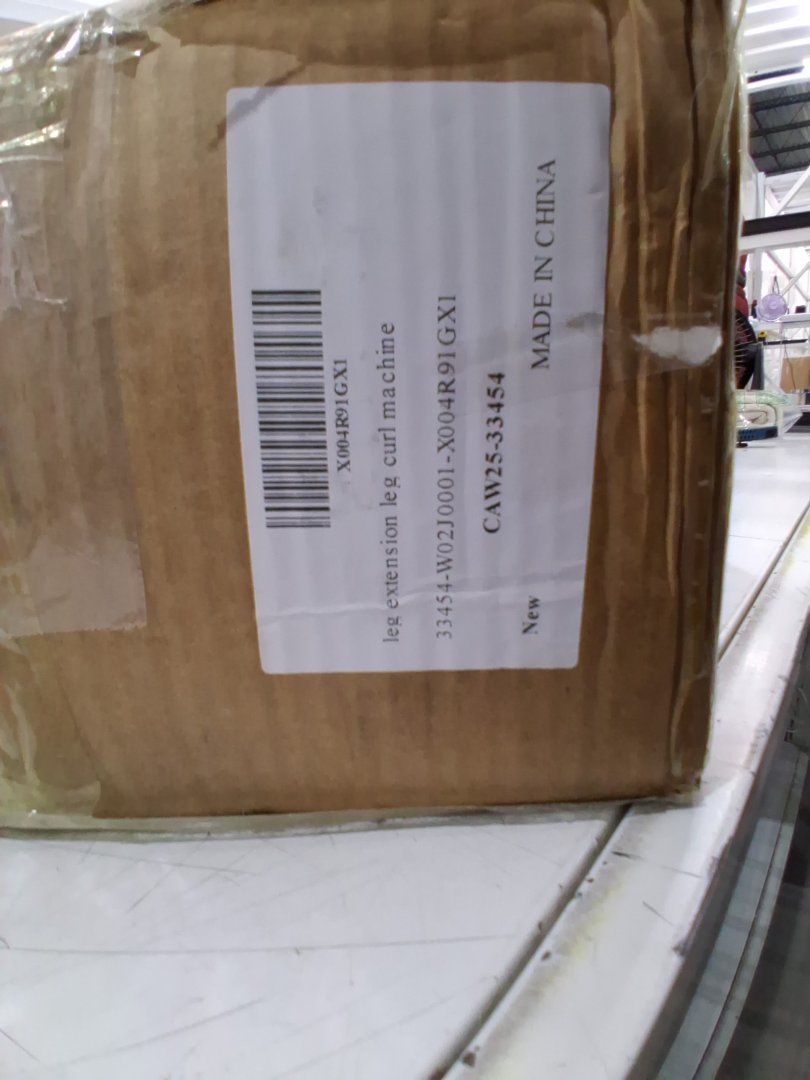 X004R91GX1
leg extension leg curl machine
33454-W02J0001-X004R91GX1
CAW25-33454
New MADE IN CHINA